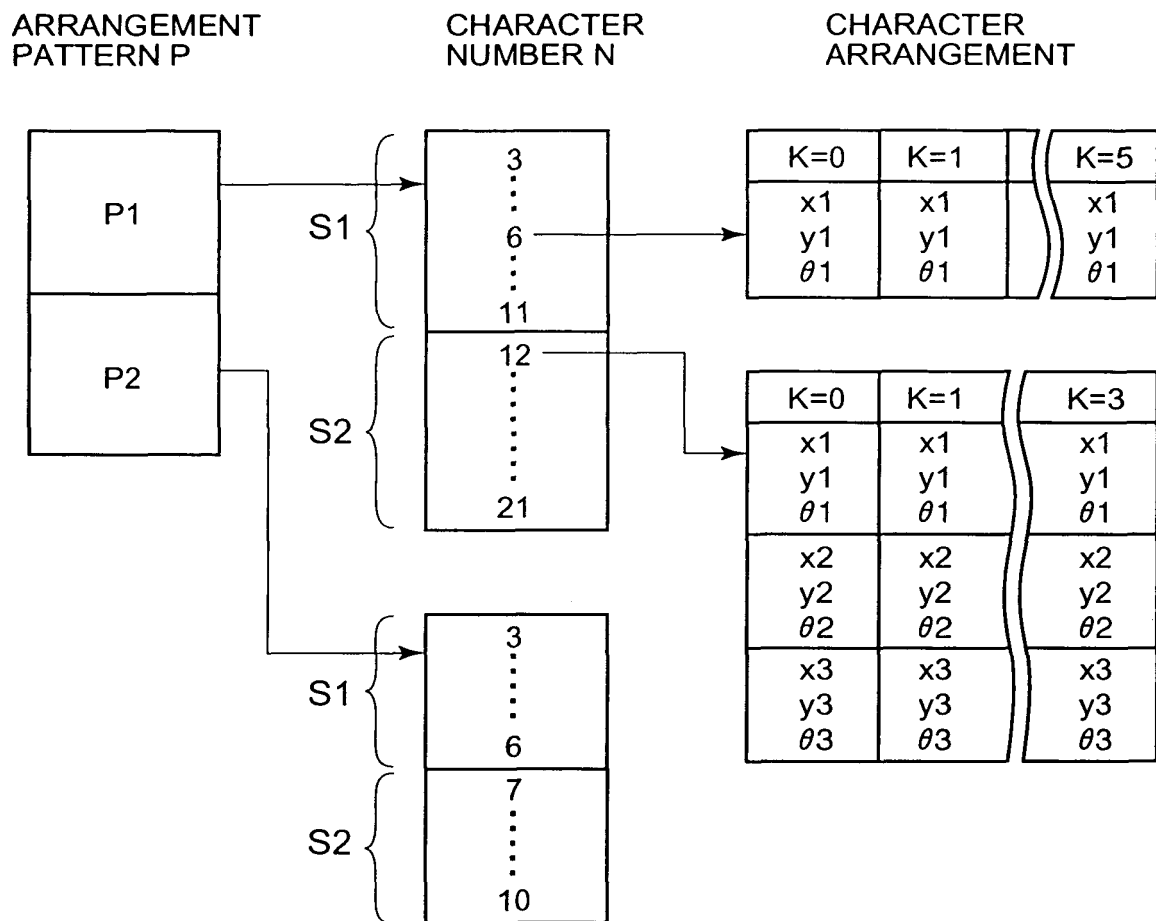 ARRANGEMENT
PATTERN P
CHARACTER
NUMBER N
CHARACTER
ARRANGEMENT
P1
P2
S1
3
6
11
S2
12
21
S1
3
6
S2
7
10
K=0 K=1 K=5
x1 x1 x1
y1 y1 y1
θ1 θ1 θ1
K=0 K=1 K=3
x1 x1 x1
y1 y1 y1
θ1 θ1 θ1
x2 x2 x2
y2 y2 y2
θ2 θ2 θ2
x3 x3 x3
y3 y3 y3
θ3 θ3 θ3